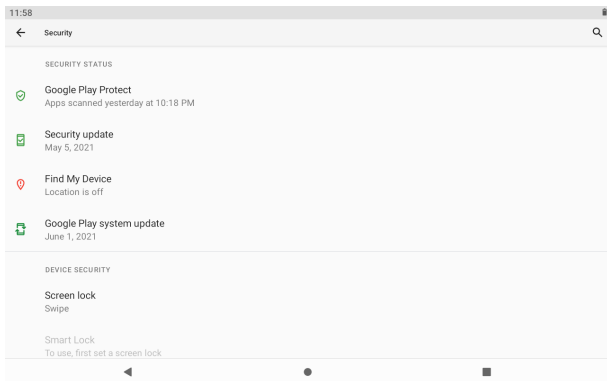 11:58
Security
SECURITY STATUS
Google Play Protect
Apps scanned yesterday at 10:18 PM
Security update
May 5, 2021
Find My Device
Location is off
Google Play system update
June 1, 2021
DEVICE SECURITY
Screen lock
Swipe
Smart Lock
To use, first set a screen lock